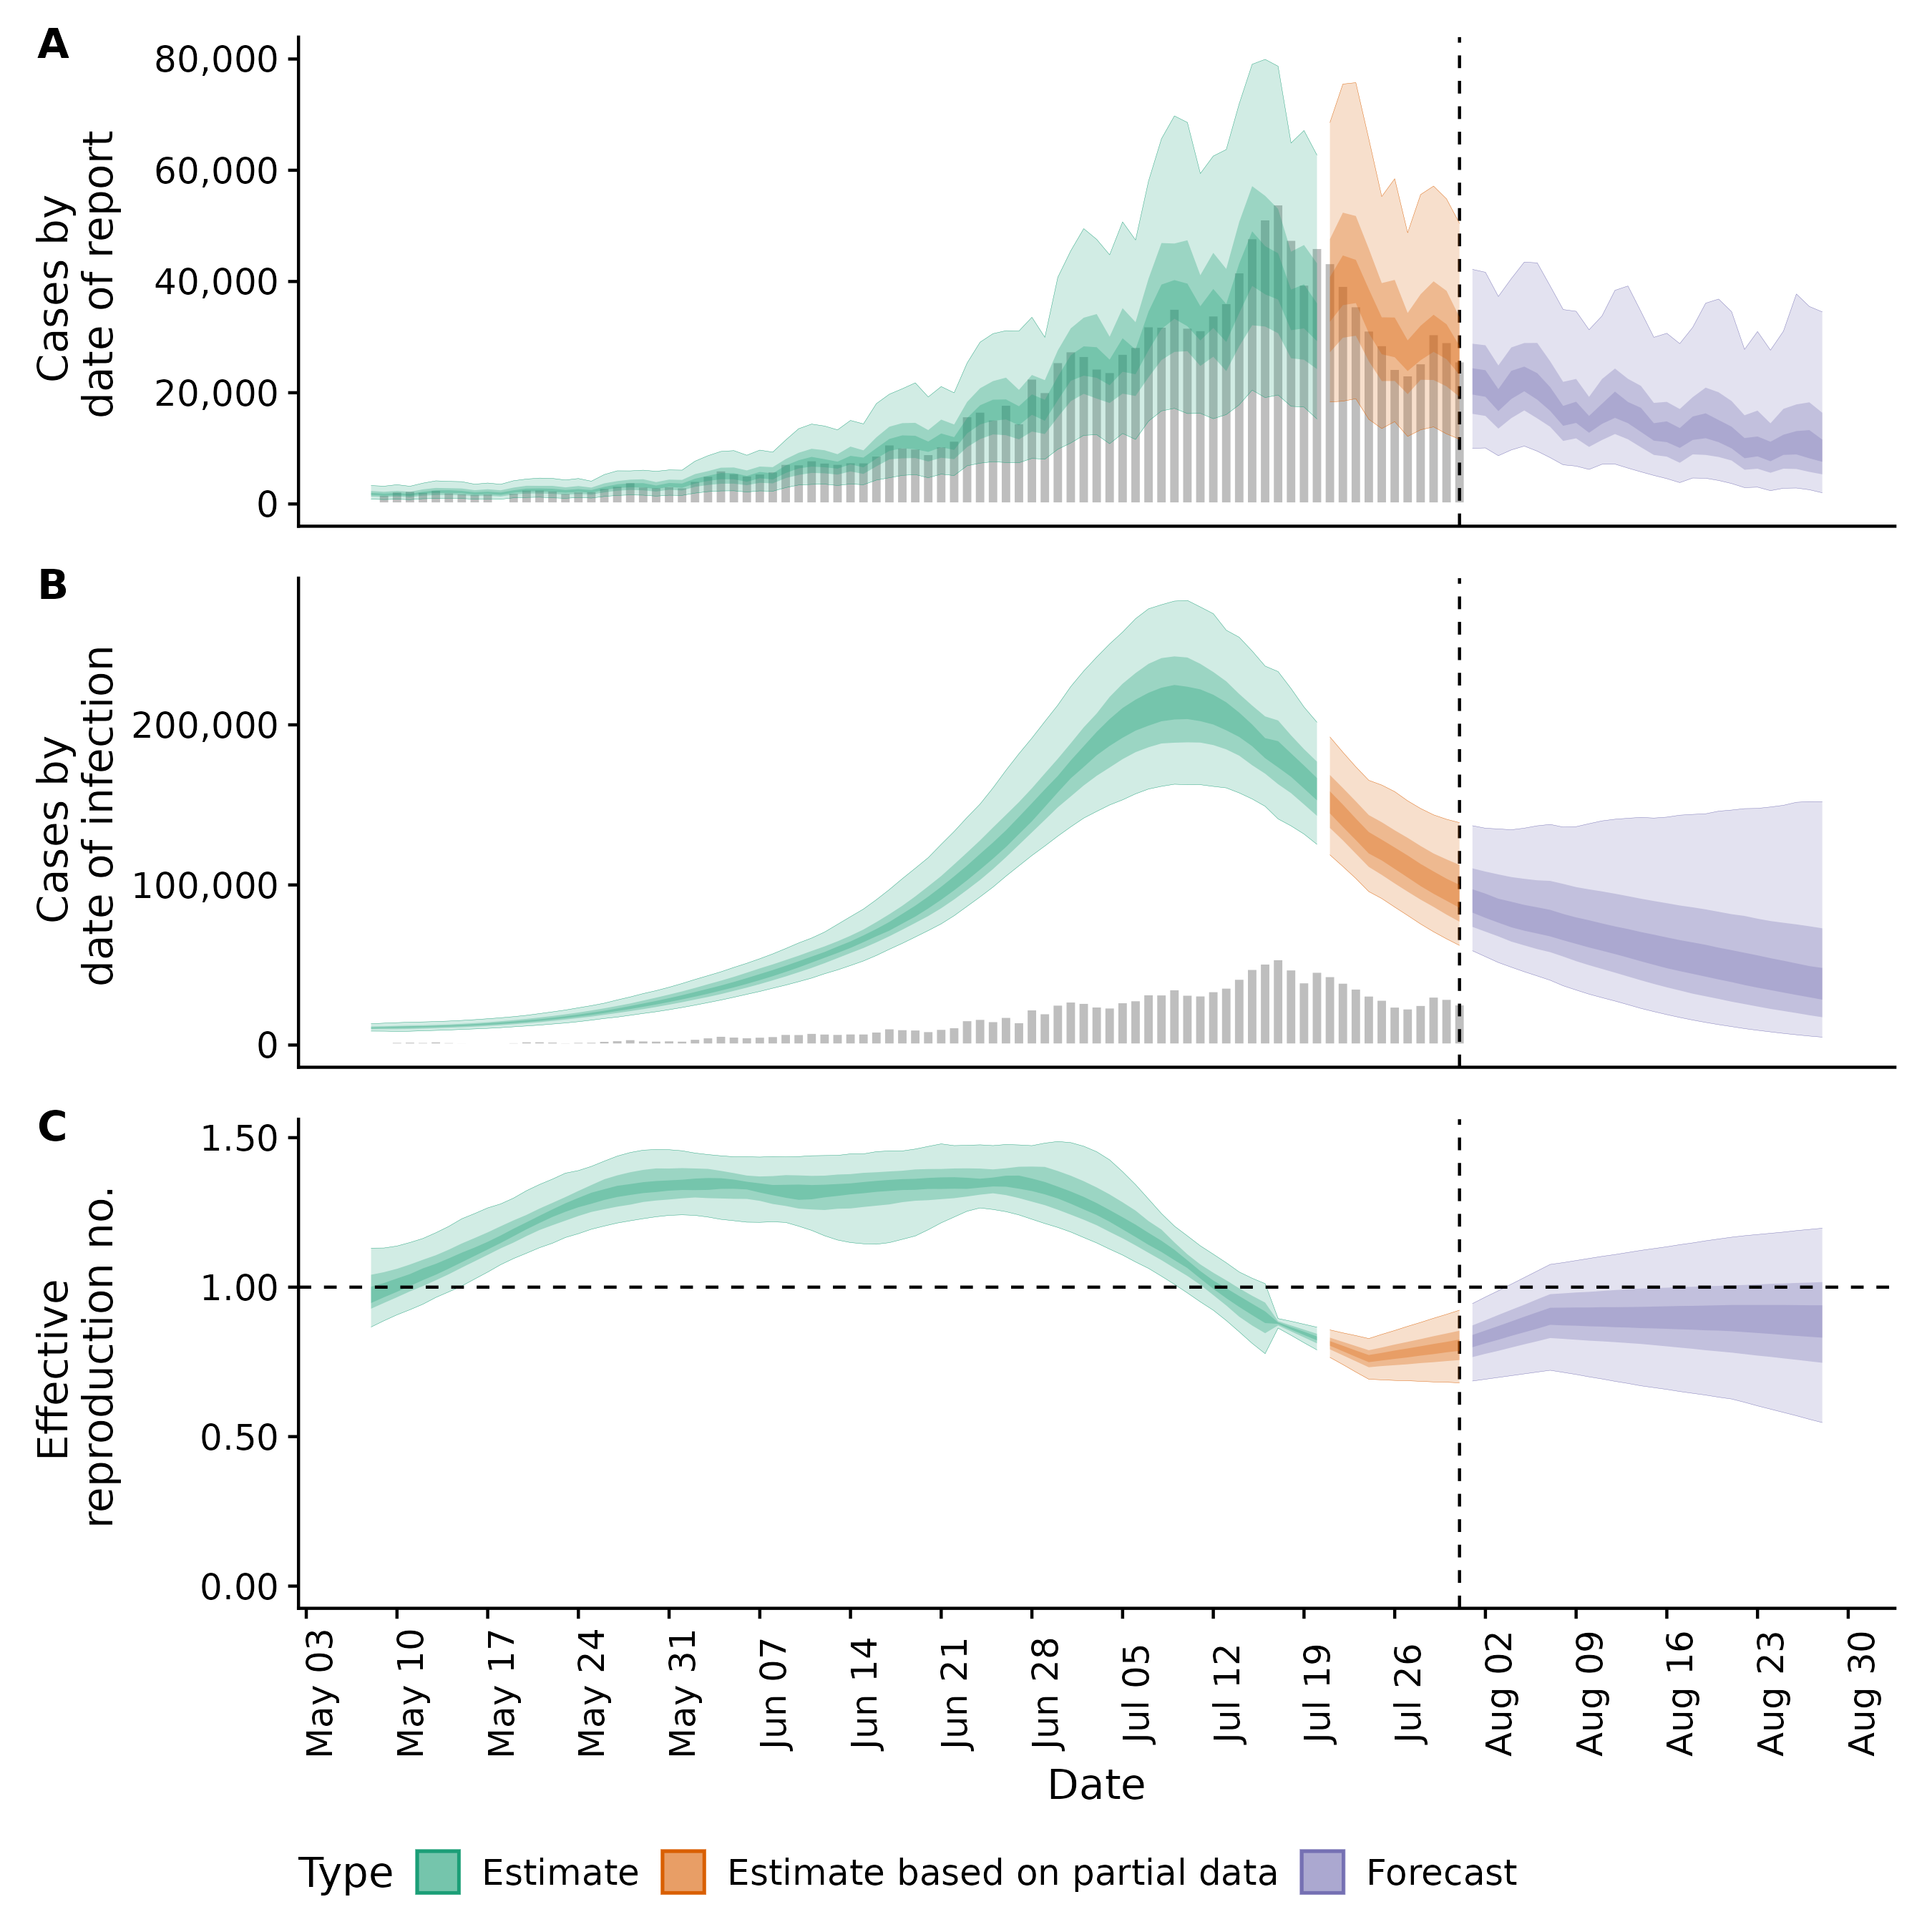 A
Cases by
date of report
80,000
60,000
40,000
20,000
0
B
Cases by
date of infection
200,000
100,000
0
C
Effective
reproduction no.
1.50
1.00
0.50
0.00
May 03
May 10
May 17
May 24
May 31
Jun 07
Jun 14
Jun 21
Jun 28
Jul 05
Jul 12
Jul 19
Jul 26
Aug 02
Aug 09
Aug 16
Aug 23
Aug 30
Date
Type Estimate Estimate based on partial data Forecast